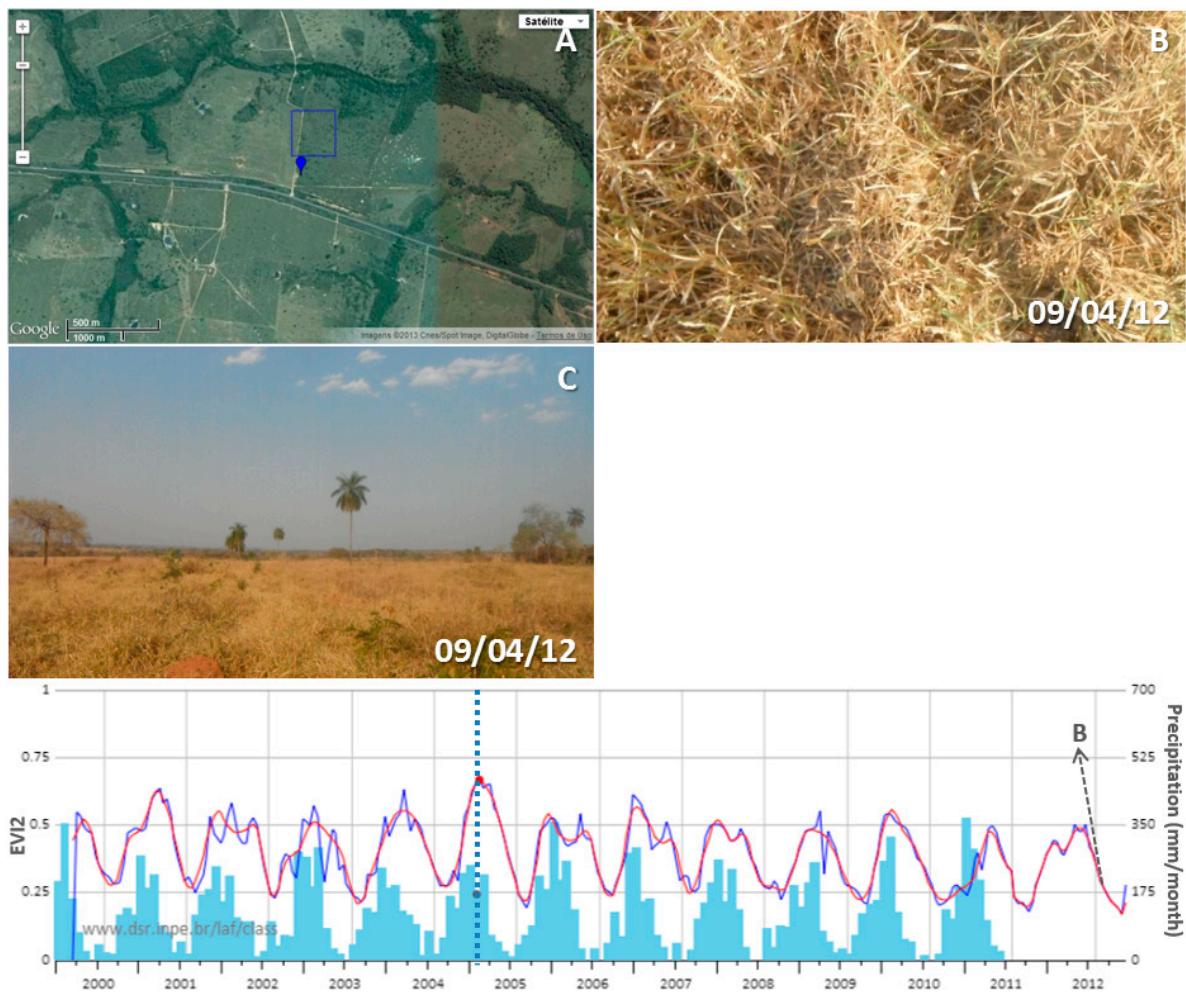 Satélite
A
Google
500 m
1000 m
Imagens ©2013 Cnes/Spot Image, DigitalGlobe - Termos de Uso
B
09/04/12
C
09/04/12
1
0.75
0.5
0.25
0
EVI2
700
525
350
175
0
Precipitation (mm/month)
B
www.dsr.inpe.br/laf/class
2000 2001 2002 2003 2004 2005 2006 2007 2008 2009 2010 2011 2012